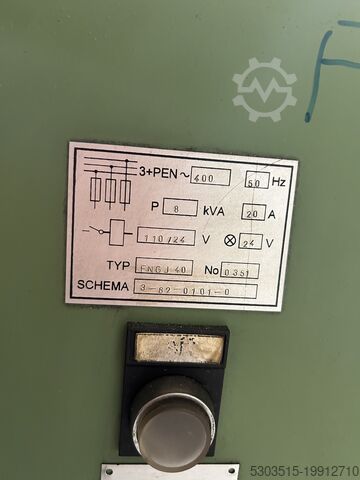 3+PEN ~ 400 50 Hz
P 8 kVA 20 A
110/24 V 24 V
TYP FNGJ 40 No 0351
SCHEMA 3-82-0101-0
5303515-19912710